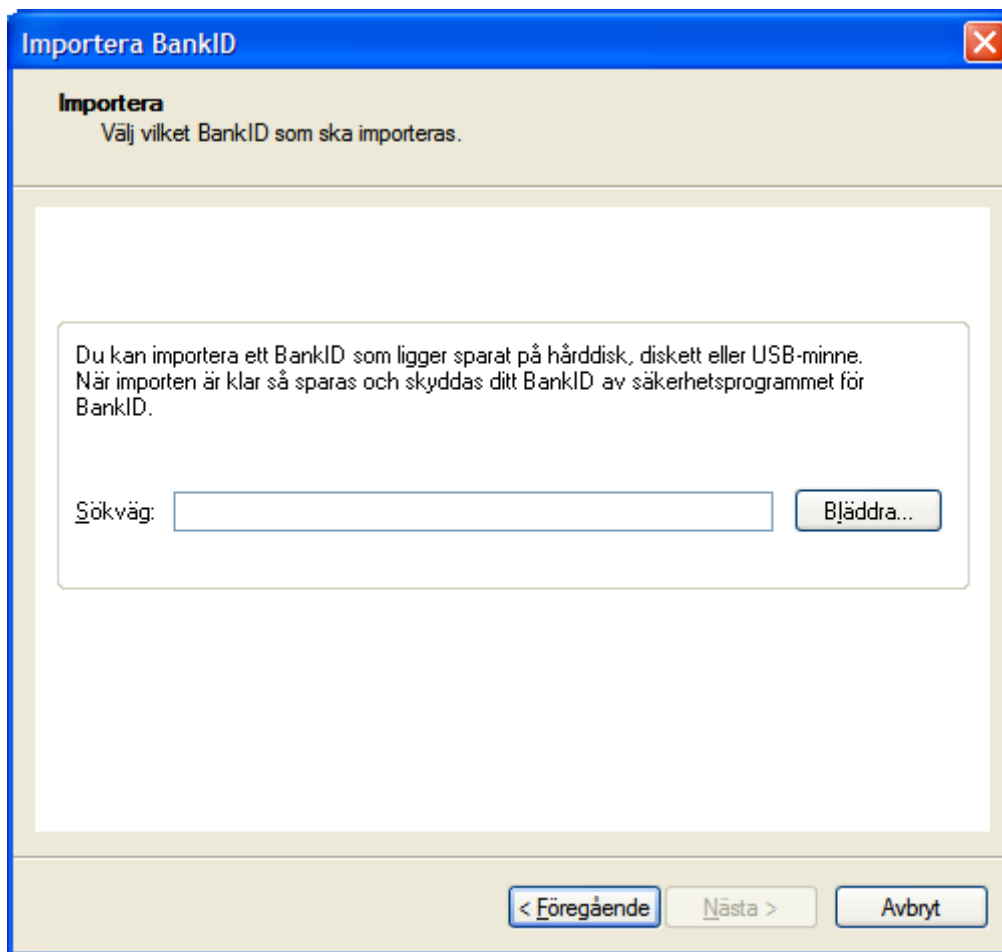 Importera BankID
Importera
Välj vilket BankID som ska importeras.
Du kan importera ett BankID som ligger sparat på hårddisk, diskett eller USB-minne.
När importen är klar så sparas och skyddas ditt BankID av säkerhetsprogrammet för
BankID.
Sökväg:
Bläddra...
< Föregående
Nästa >
Avbryt